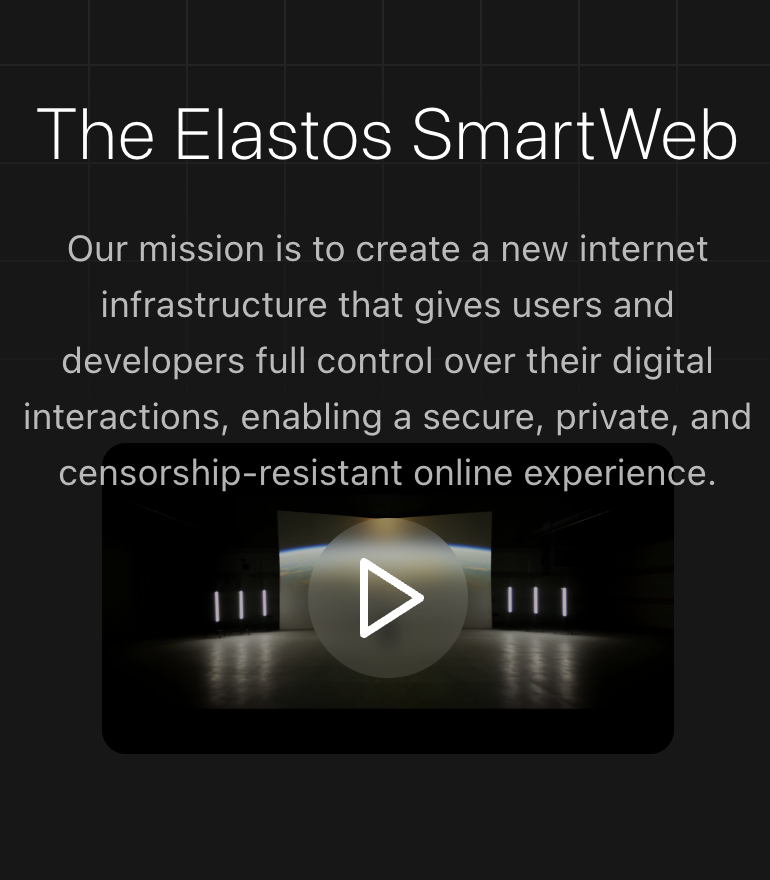 The Elastos SmartWeb
Our mission is to create a new internet
infrastructure that gives users and
developers full control over their digital
interactions, enabling a secure, private, and
censorship-resistant online experience.